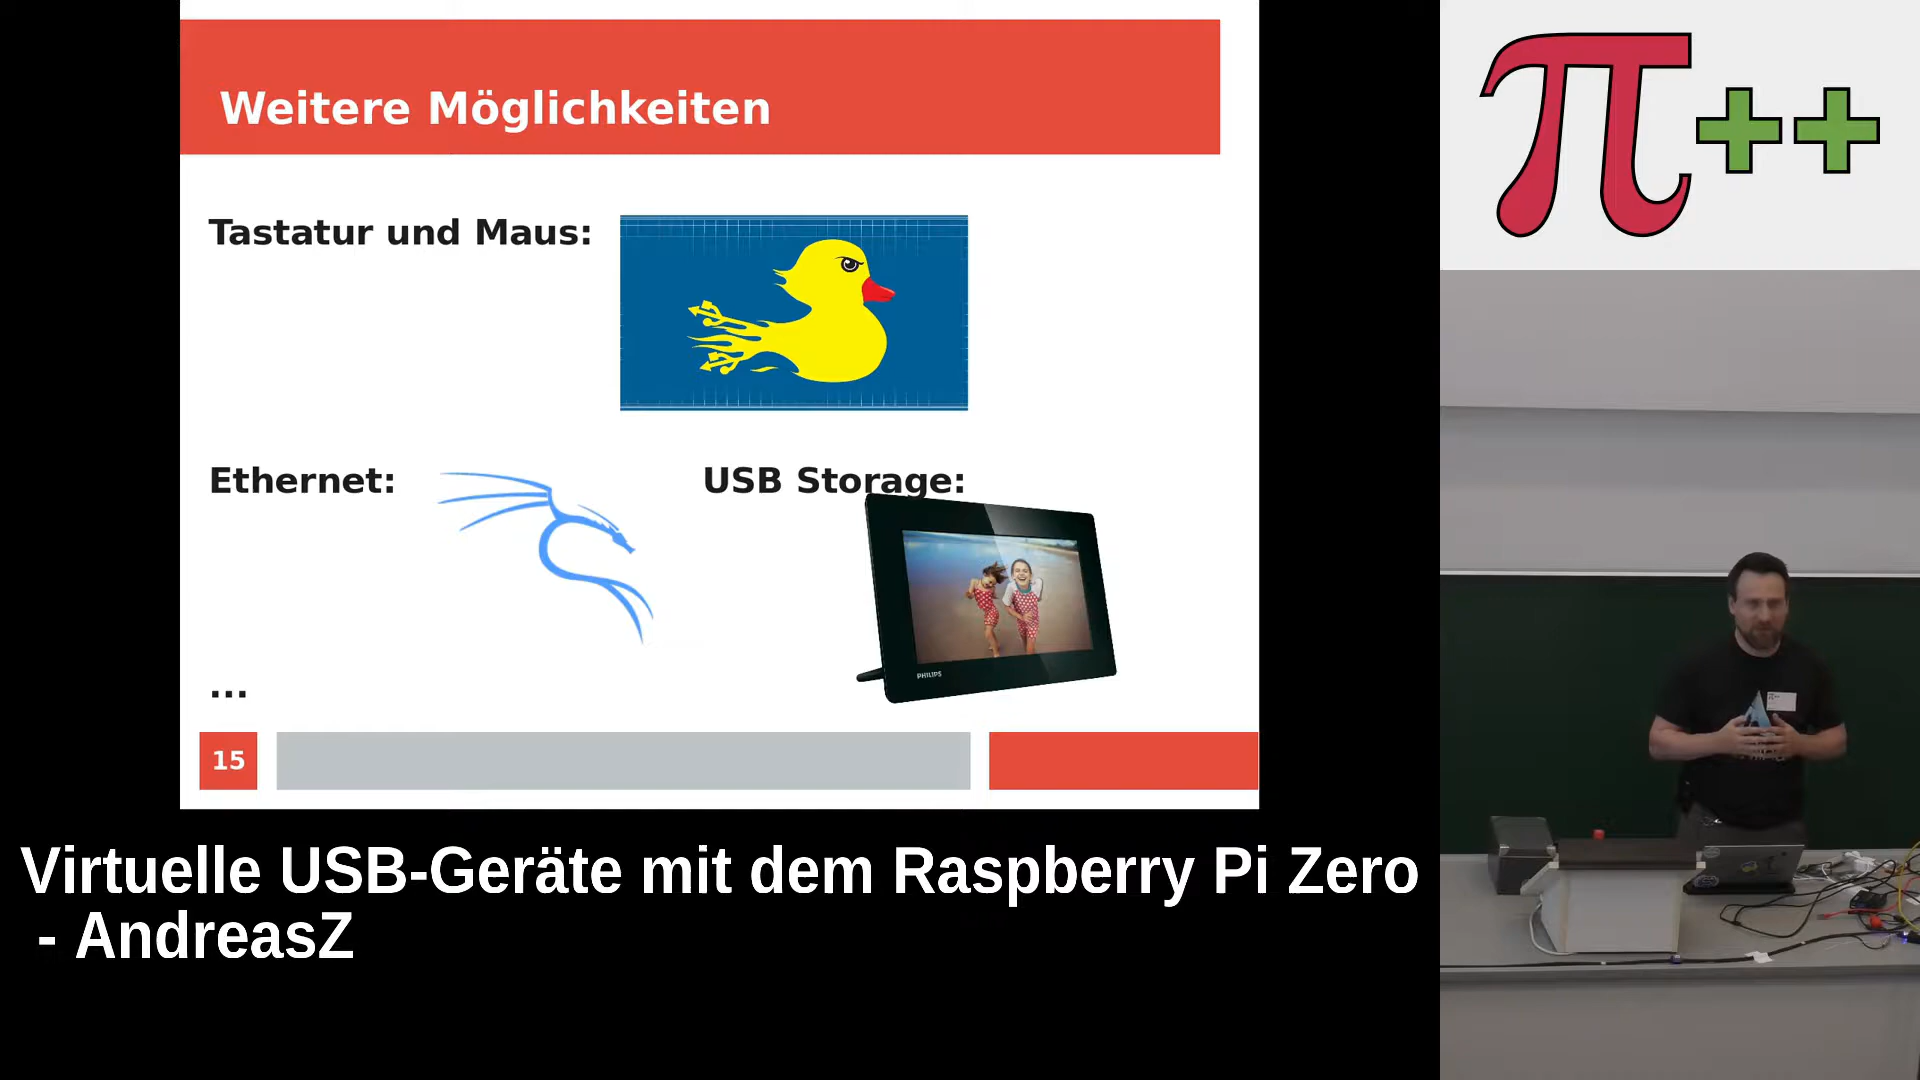 Weitere Möglichkeiten
Tastatur und Maus:
Ethernet:
USB Storage:
PHILIPS
...
15
π++
Virtuelle USB-Geräte mit dem Raspberry Pi Zero
- AndreasZ